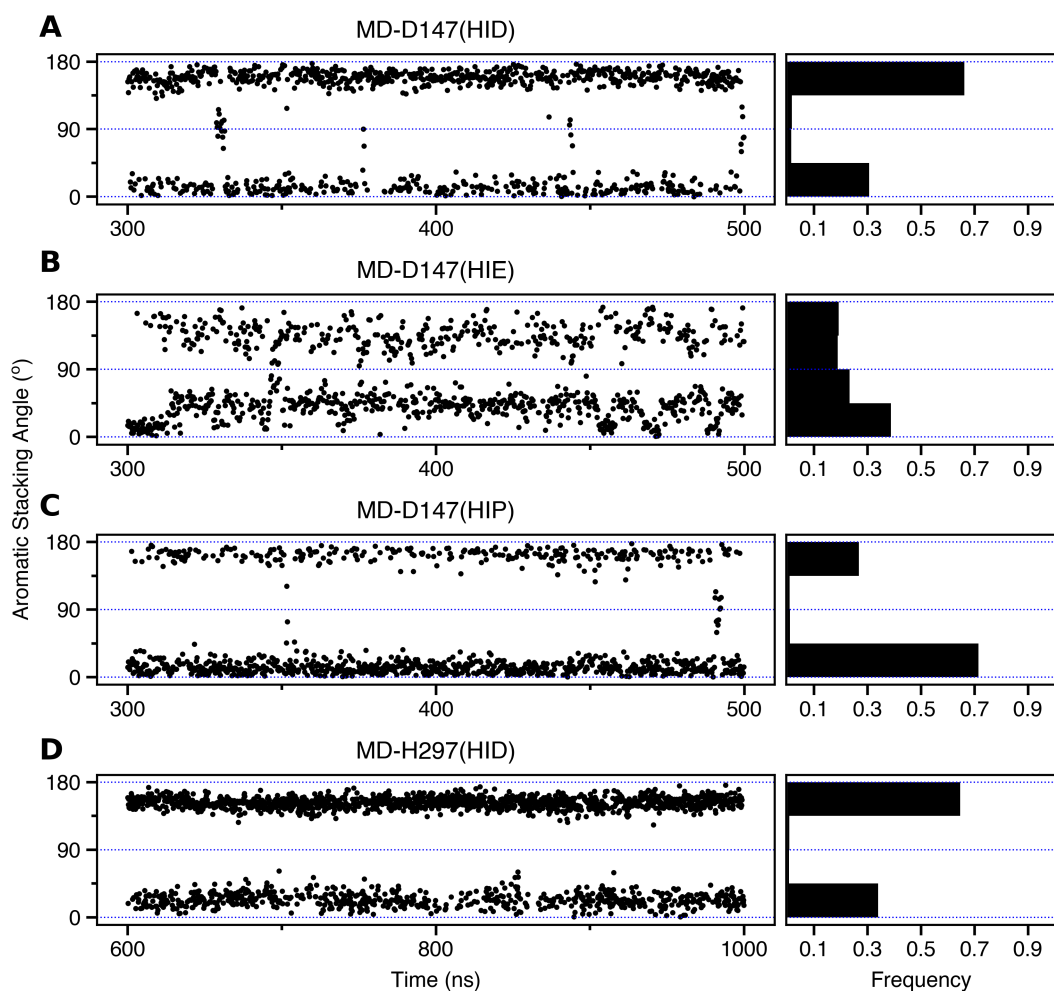 A
MD-D147(HID)
180
90
0
300 400 500
0.1 0.3 0.5 0.7 0.9
B
MD-D147(HIE)
180
90
0
300 400 500
0.1 0.3 0.5 0.7 0.9
Aromatic Stacking Angle (°)
C
MD-D147(HIP)
180
90
0
300 400 500
0.1 0.3 0.5 0.7 0.9
D
MD-H297(HID)
180
90
0
600 800 1000
0.1 0.3 0.5 0.7 0.9
Time (ns)
Frequency